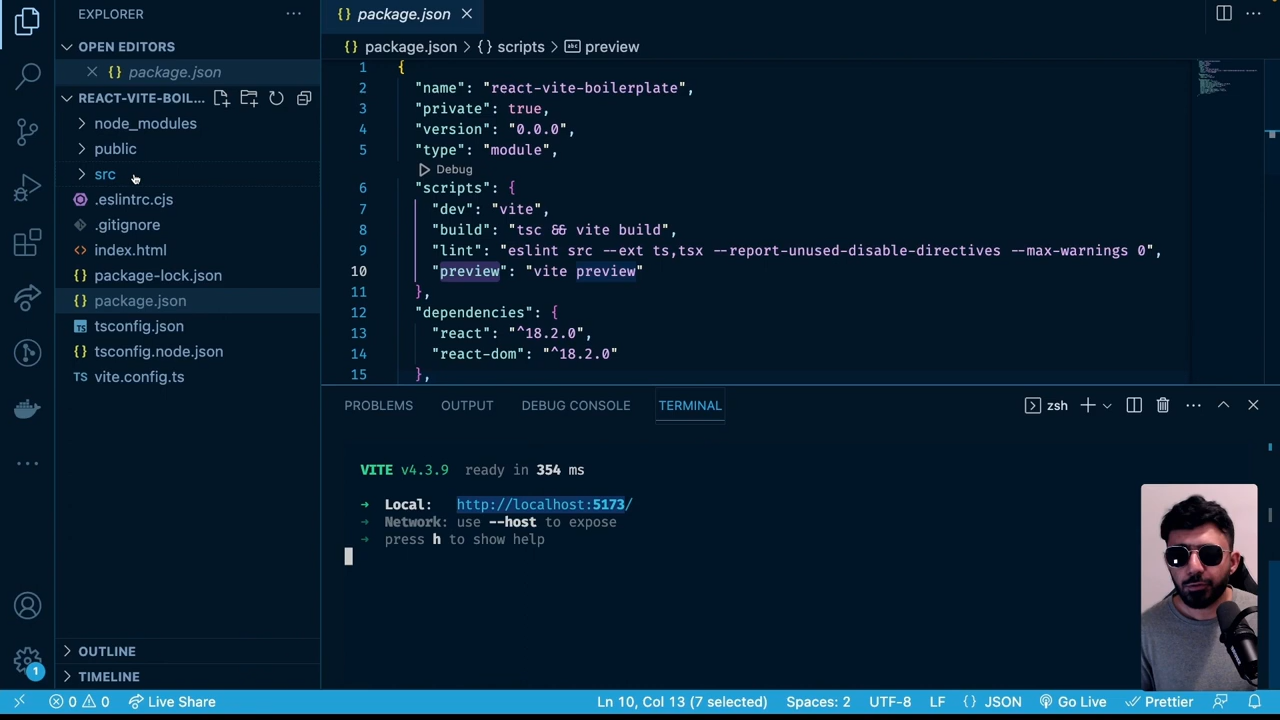 EXPLORER
OPEN EDITORS
package.json
REACT-VITE-BOIL...
node_modules
public
src
.eslintrc.cjs
.gitignore
index.html
package-lock.json
package.json
tsconfig.json
tsconfig.node.json
TS vite.config.ts
OUTLINE
TIMELINE
{} package.json
{} package.json > {} scripts > abc preview
1 {
2 "name": "react-vite-boilerplate",
3 "private": true,
4 "version": "0.0.0",
5 "type": "module",
Debug
6 "scripts": {
7 "dev": "vite",
8 "build": "tsc && vite build",
9 "lint": "eslint src --ext ts,tsx --report-unused-disable-directives --max-warnings 0",
10 "preview": "vite preview"
11 },
12 "dependencies": {
13 "react": "^18.2.0",
14 "react-dom": "^18.2.0"
15 },
PROBLEMS OUTPUT DEBUG CONSOLE TERMINAL zsh
VITE v4.3.9 ready in 354 ms
➜ Local: http://localhost:5173/
➜ Network: use --host to expose
➜ press h to show help
1
0 0 Live Share Ln 10, Col 13 (7 selected) Spaces: 2 UTF-8 LF {} JSON Go Live Prettier